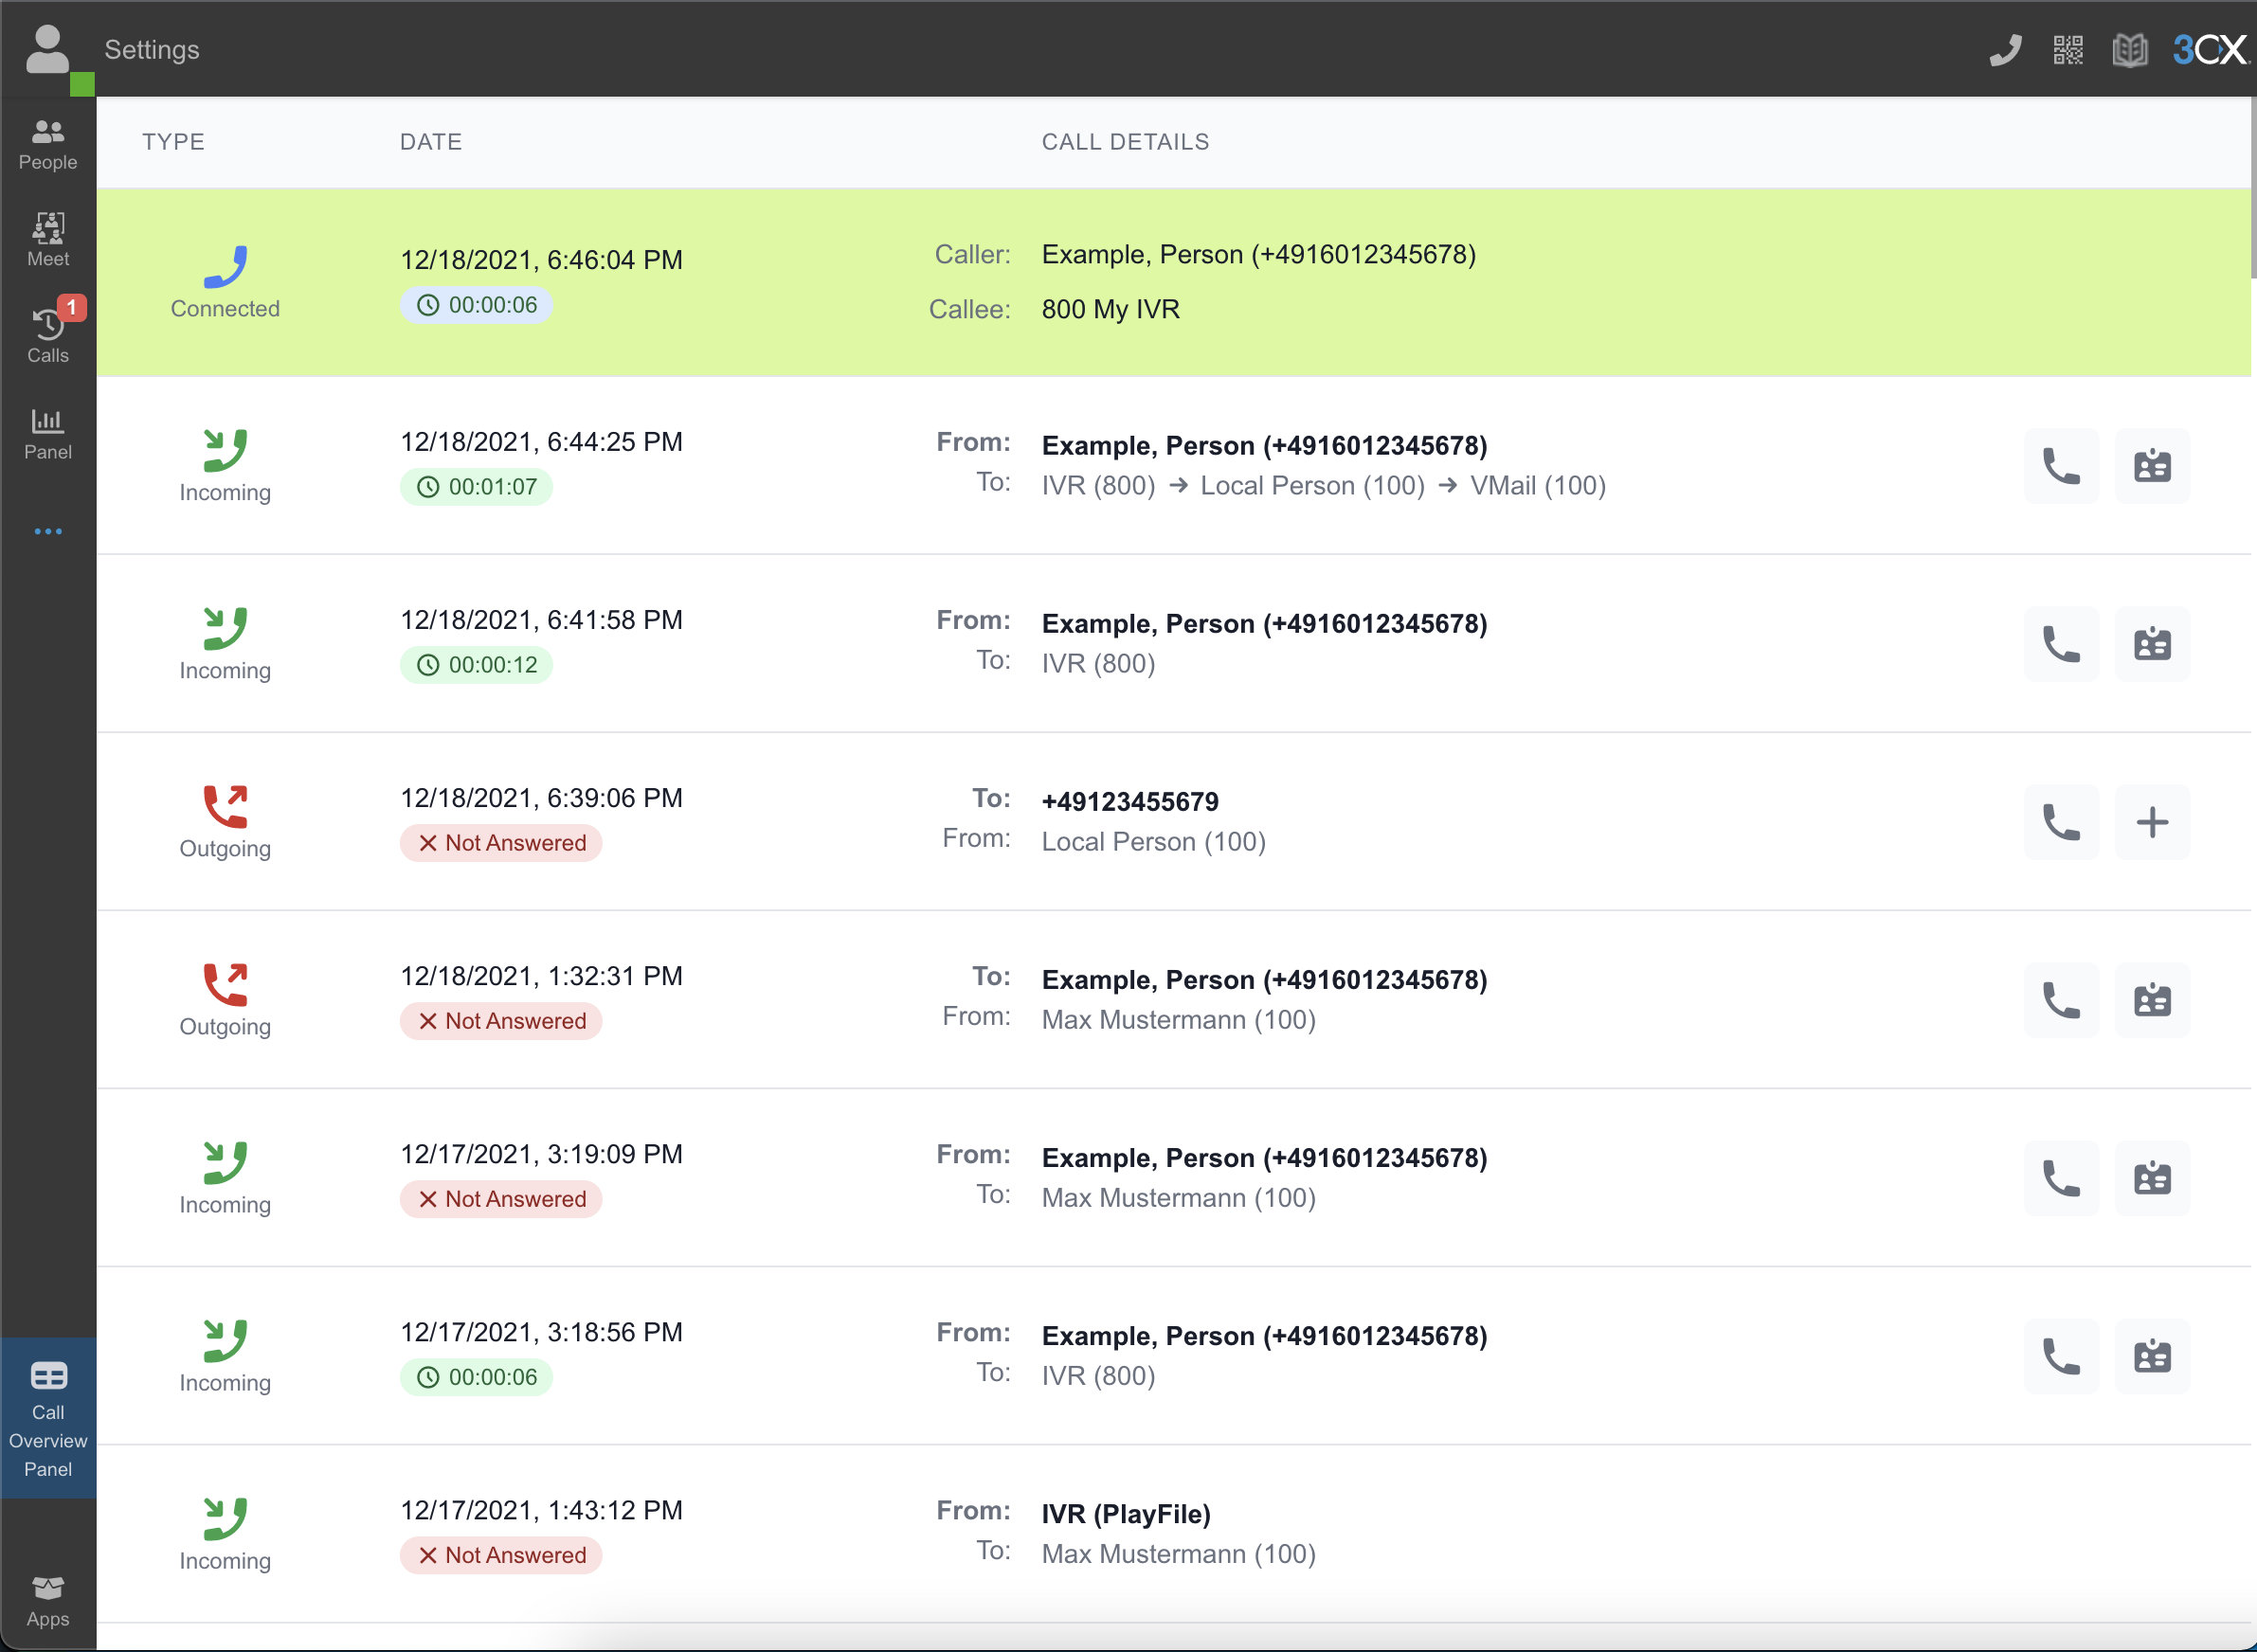 Settings
3CX
People
Meet
1
Calls
Panel
Call
Overview
Panel
Apps
TYPE DATE CALL DETAILS
Connected 12/18/2021, 6:46:04 PM Caller: Example, Person (+4916012345678)
00:00:06 Callee: 800 My IVR
12/18/2021, 6:44:25 PM From: Example, Person (+4916012345678)
Incoming 00:01:07 To: IVR (800) → Local Person (100) → VMail (100)
12/18/2021, 6:41:58 PM From: Example, Person (+4916012345678)
Incoming 00:00:12 To: IVR (800)
12/18/2021, 6:39:06 PM To: +49123455679
Outgoing Not Answered From: Local Person (100)
12/18/2021, 1:32:31 PM To: Example, Person (+4916012345678)
Outgoing Not Answered From: Max Mustermann (100)
12/17/2021, 3:19:09 PM From: Example, Person (+4916012345678)
Incoming Not Answered To: Max Mustermann (100)
12/17/2021, 3:18:56 PM From: Example, Person (+4916012345678)
Incoming 00:00:06 To: IVR (800)
12/17/2021, 1:43:12 PM From: IVR (PlayFile)
Incoming Not Answered To: Max Mustermann (100)